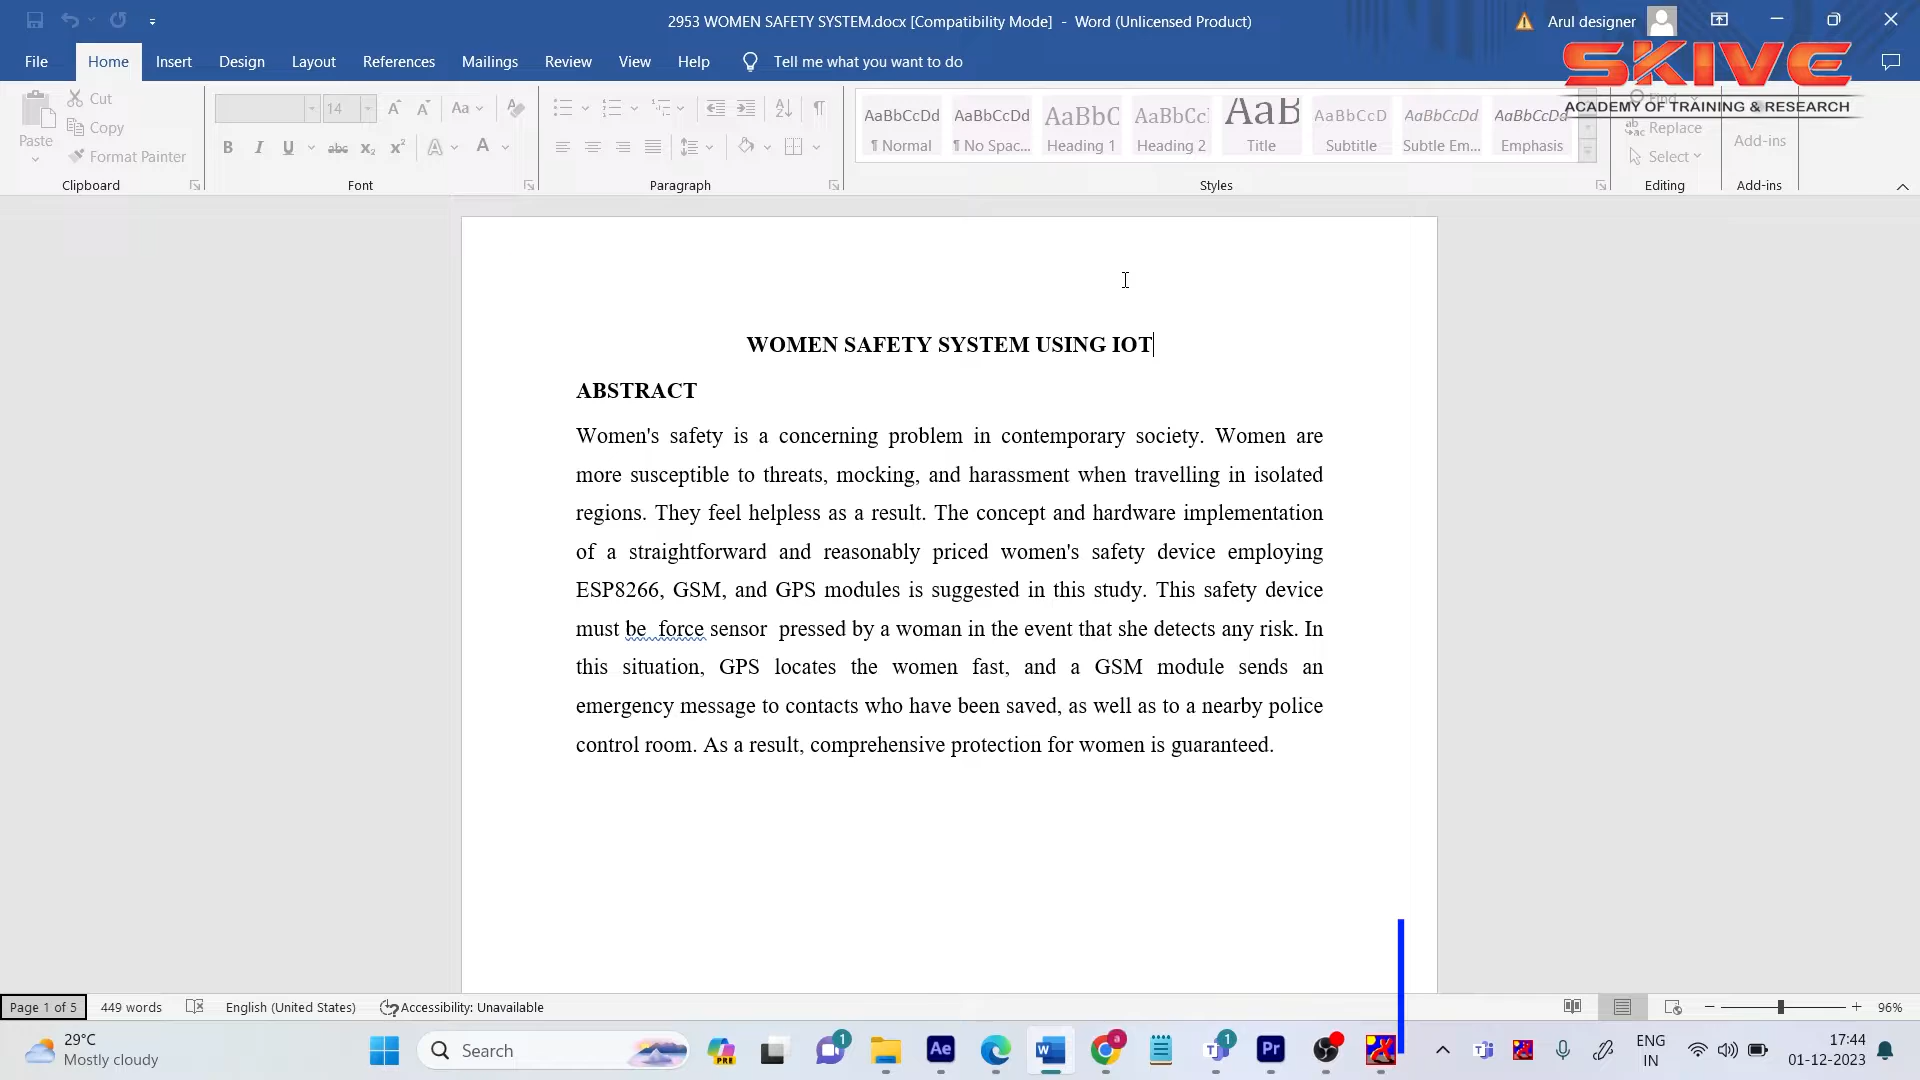 2953 WOMEN SAFETY SYSTEM.docx [Compatibility Mode] - Word (Unlicensed Product)
Arul designer
File Home Insert Design Layout References Mailings Review View Help Tell me what you want to do
SKIVE
ACADEMY OF TRAINING & RESEARCH
Paste
Cut
Copy
Format Painter
Clipboard
14
Font
Paragraph
AaBbCcDd AaBbCcDd AaBbC AaBbCc AaB AaBbCcD AaBbCcDd AaBbCcDd
¶ Normal ¶ No Spac... Heading 1 Heading 2 Title Subtitle Subtle Em... Emphasis
Styles
Find
Replace
Select
Editing
Add-ins
Add-ins
WOMEN SAFETY SYSTEM USING IOT
ABSTRACT
Women's safety is a concerning problem in contemporary society. Women are
more susceptible to threats, mocking, and harassment when travelling in isolated
regions. They feel helpless as a result. The concept and hardware implementation
of a straightforward and reasonably priced women's safety device employing
ESP8266, GSM, and GPS modules is suggested in this study. This safety device
must be force sensor pressed by a woman in the event that she detects any risk. In
this situation, GPS locates the women fast, and a GSM module sends an
emergency message to contacts who have been saved, as well as to a nearby police
control room. As a result, comprehensive protection for women is guaranteed.
Page 1 of 5 449 words English (United States) Accessibility: Unavailable 96%
29°C
Mostly cloudy
Search
ENG
IN
17:44
01-12-2023